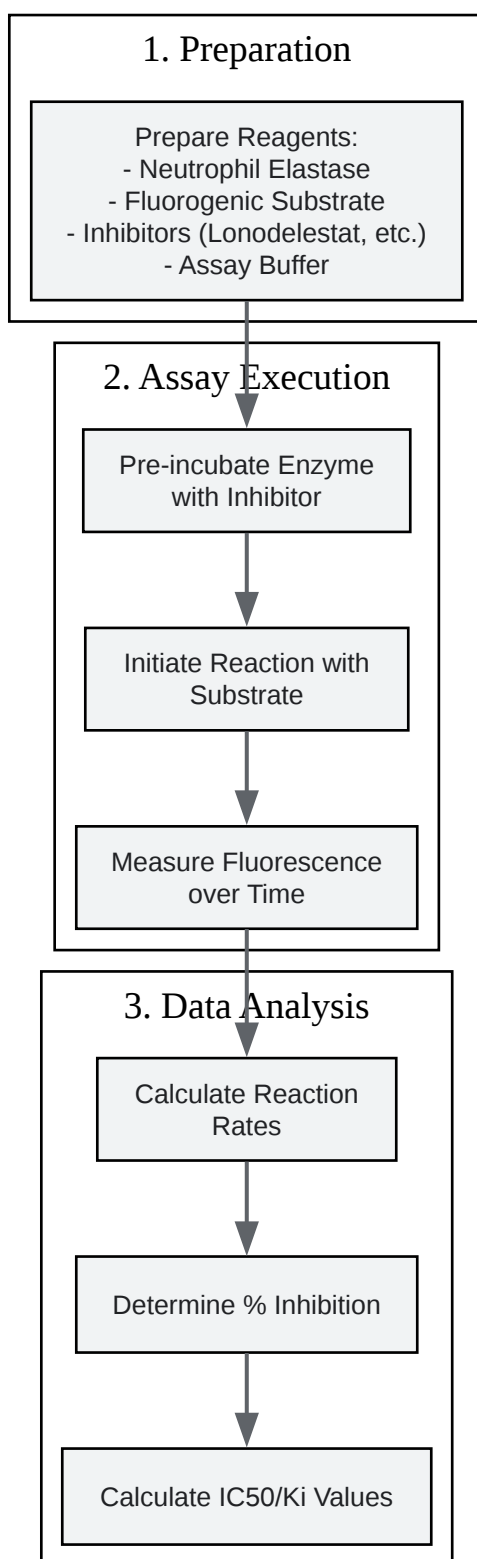 1. Preparation
Prepare Reagents:
- Neutrophil Elastase
- Fluorogenic Substrate
- Inhibitors (Lonodelestat, etc.)
- Assay Buffer
2. Assay Execution
Pre-incubate Enzyme
with Inhibitor
Initiate Reaction with
Substrate
Measure Fluorescence
over Time
3. Data Analysis
Calculate Reaction
Rates
Determine % Inhibition
Calculate IC50/Ki Values